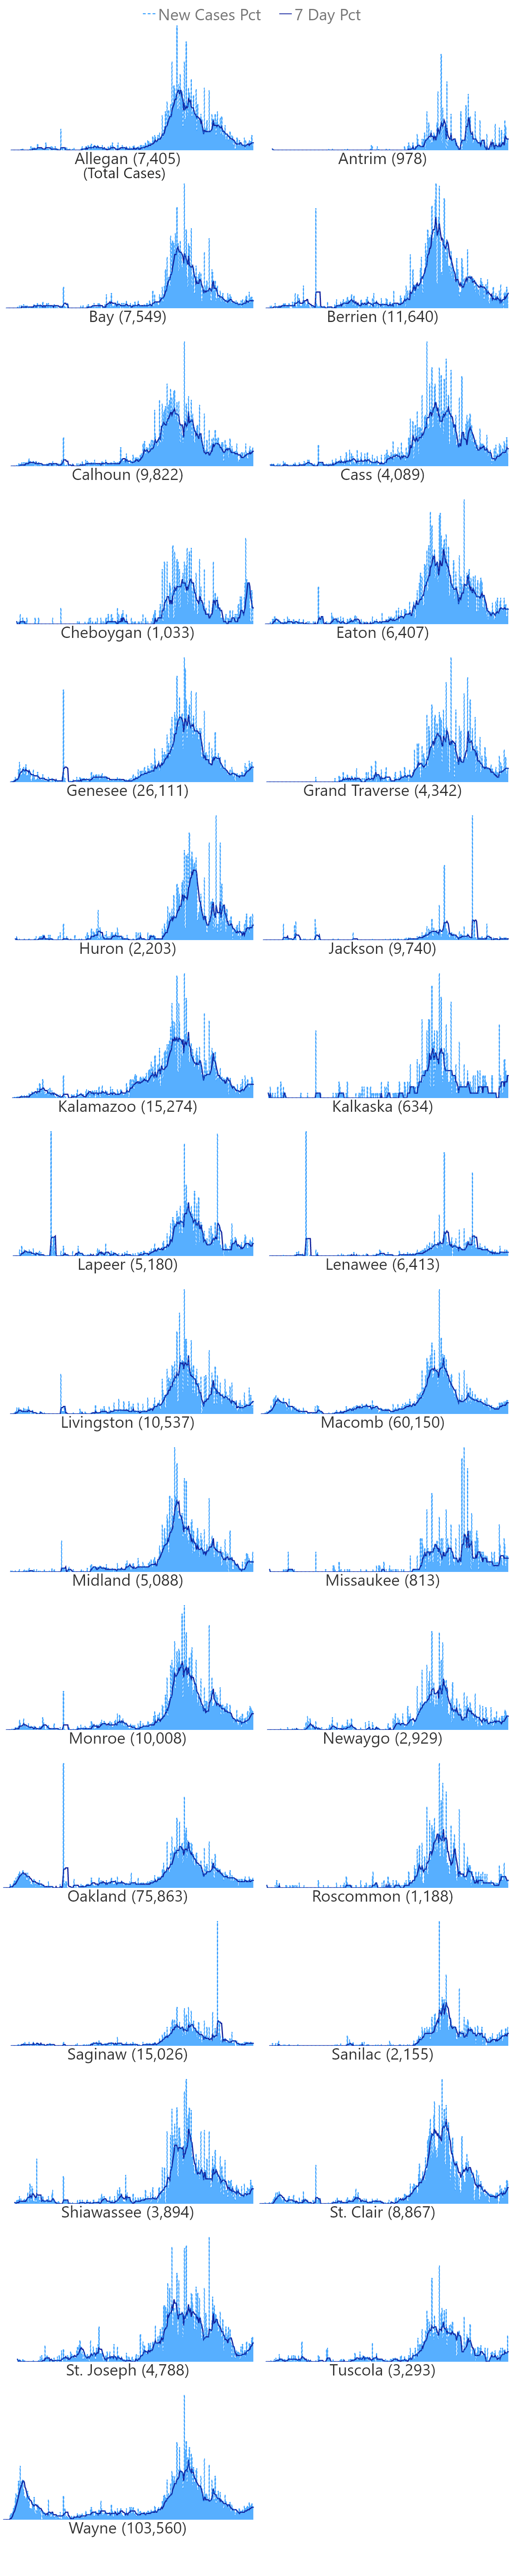 New Cases Pct 7 Day Pct
Allegan (7,405) Antrim (978)
(Total Cases)
Bay (7,549) Berrien (11,640)
Calhoun (9,822) Cass (4,089)
Cheboygan (1,033) Eaton (6,407)
Genesee (26,111) Grand Traverse (4,342)
Huron (2,203) Jackson (9,740)
Kalamazoo (15,274) Kalkaska (634)
Lapeer (5,180) Lenawee (6,413)
Livingston (10,537) Macomb (60,150)
Midland (5,088) Missaukee (813)
Monroe (10,008) Newaygo (2,929)
Oakland (75,863) Roscommon (1,188)
Saginaw (15,026) Sanilac (2,155)
Shiawassee (3,894) St. Clair (8,867)
St. Joseph (4,788) Tuscola (3,293)
Wayne (103,560)